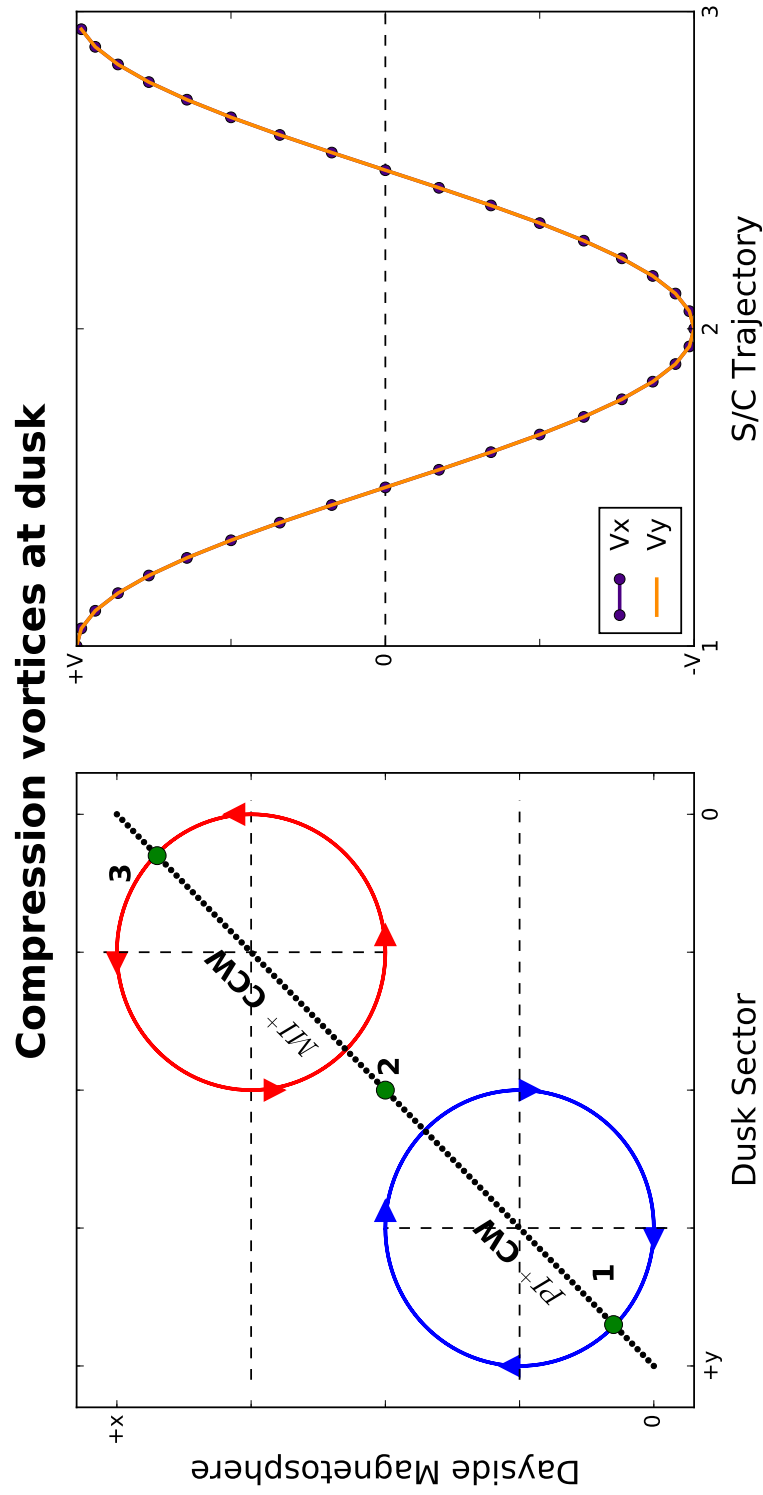 Compression vortices at dusk
Dayside Magnetosphere
+x
0
3
MI+ CCW
2
PI+ CW
1
+y
0
Dusk Sector
+V
0
-V
Vx
Vy
1
2
3
S/C Trajectory